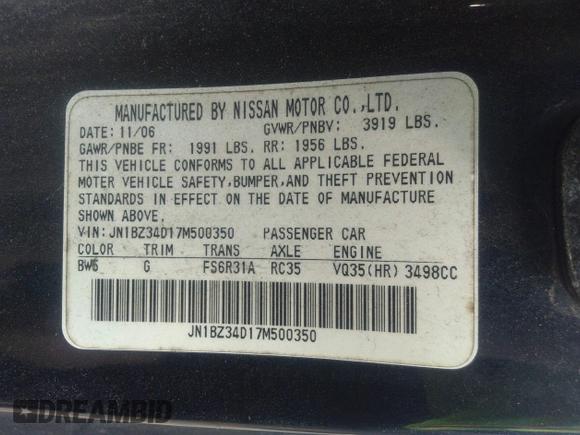 MANUFACTURED BY NISSAN MOTOR CO.,LTD.
DATE: 11/06 GVWR/PNBV: 3919 LBS.
GAWR/PNBE FR: 1991 LBS. RR: 1956 LBS.
THIS VEHICLE CONFORMS TO ALL APPLICABLE FEDERAL
MOTOR VEHICLE SAFETY,BUMPER,AND THEFT PREVENTION
STANDARDS IN EFFECT ON THE DATE OF MANUFACTURE
SHOWN ABOVE.
VIN: JN1BZ34D17M500350 PASSENGER CAR
COLOR TRIM TRANS AXLE ENGINE
G FS6R31A RC35 VQ35(HR) 3498CC
JN1BZ34D17M500350
DREAMBID